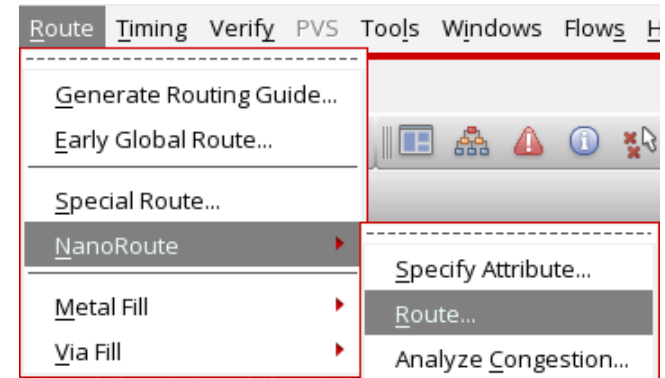 Route Timing Verify PVS Tools Windows Flows H
Generate Routing Guide...
Early Global Route...
Special Route...
NanoRoute
Specify Attribute...
Metal Fill
Route...
Via Fill
Analyze Congestion...